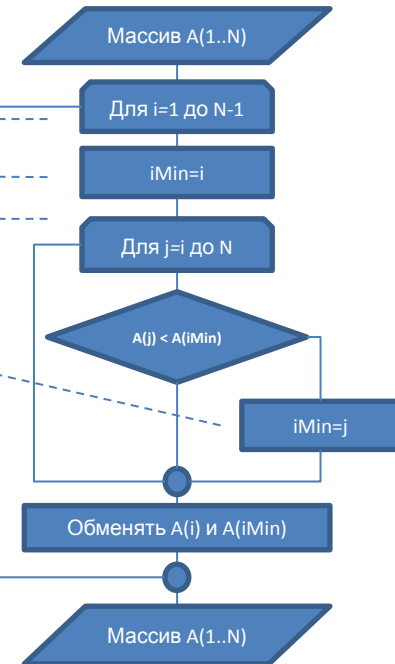 Массив A(1..N)
Для i=1 до N-1
iMin=i
Для j=i до N
A(j) < A(iMin)
iMin=j
Обменять A(i) и A(iMin)
Массив A(1..N)